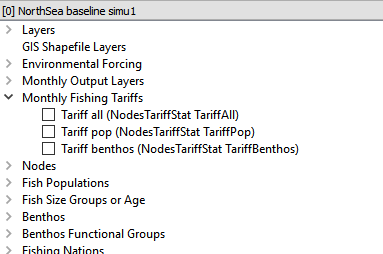 [0] NorthSea baseline simu1
Layers
GIS Shapefile Layers
Environmental Forcing
Monthly Output Layers
Monthly Fishing Tariffs
Tariff all (NodesTariffStat TariffAll)
Tariff pop (NodesTariffStat TariffPop)
Tariff benthos (NodesTariffStat TariffBenthos)
Nodes
Fish Populations
Fish Size Groups or Age
Benthos
Benthos Functional Groups
Fishing Nations